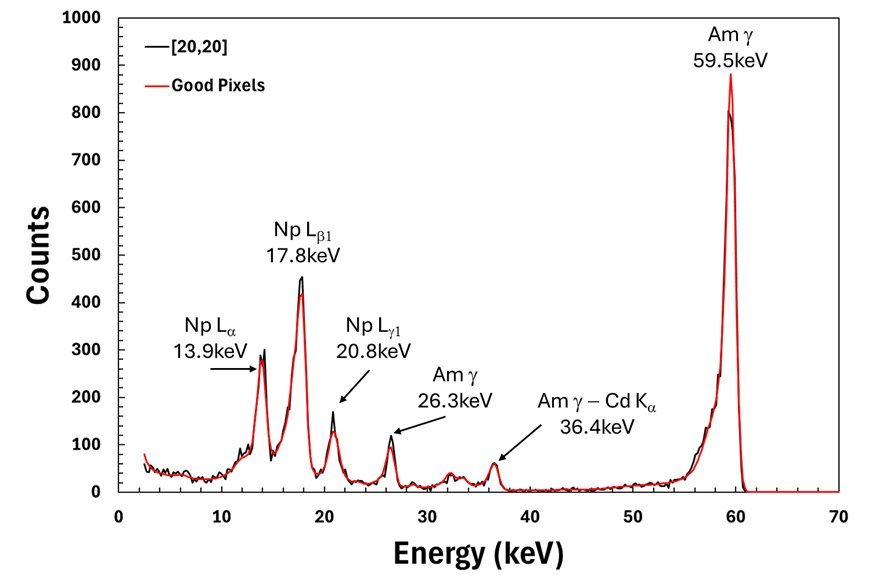 1000
900
800
700
600
500
400
300
200
100
0
Counts
[20,20]
Good Pixels
Am γ
59.5keV
Np Lβ1
17.8keV
Np Lα
13.9keV
Np Lγ1
20.8keV
Am γ
26.3keV
Am γ – Cd Kα
36.4keV
0 10 20 30 40 50 60 70
Energy (keV)